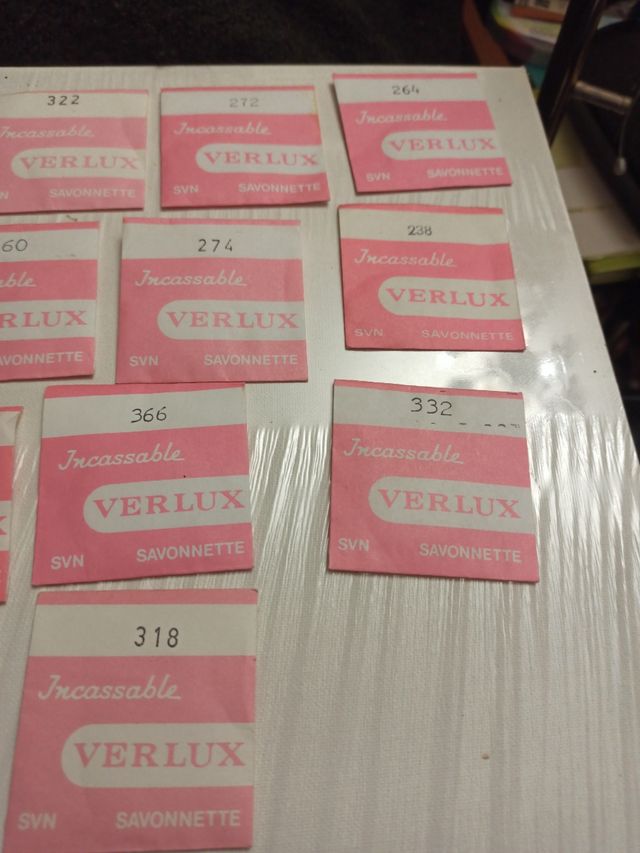 322
Incassable
VERLUX
SAVONNETTE
272
Incassable
VERLUX
SVN SAVONNETTE
264
Incassable
VERLUX
SVN SAVONNETTE
60
274
Incassable
VERLUX
SVN SAVONNETTE
238
Incassable
VERLUX
SVN SAVONNETTE
366
Incassable
VERLUX
SVN SAVONNETTE
332
Incassable
VERLUX
SVN SAVONNETTE
318
Incassable
VERLUX
SVN SAVONNETTE